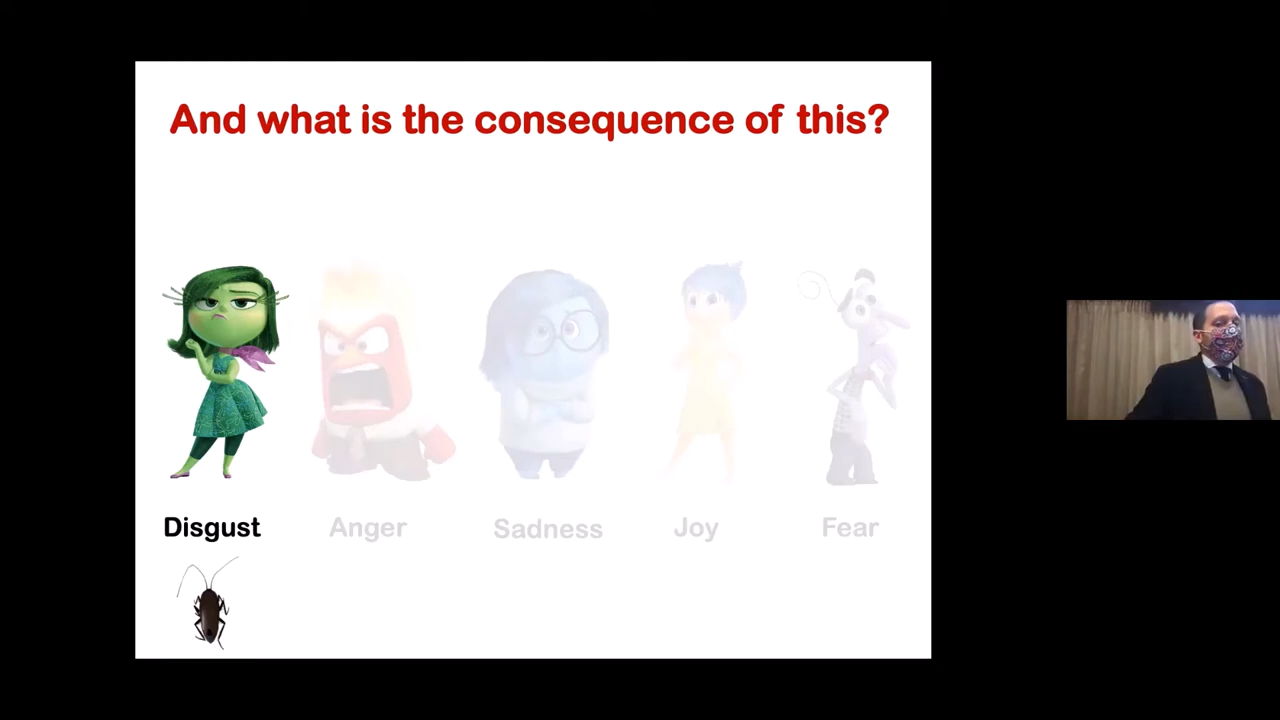 And what is the consequence of this?
Disgust
Anger
Sadness
Joy
Fear